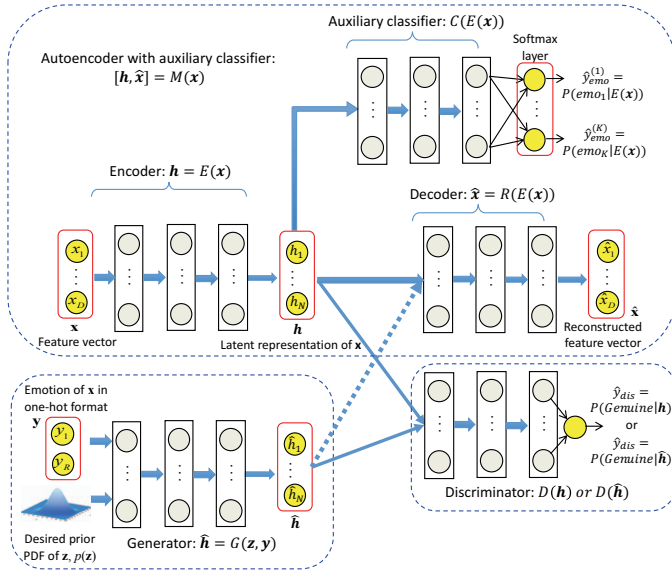 Auxiliary classifier: C(E(x))
Autoencoder with auxiliary classifier:
[h, x̂] = M(x)
Softmax
layer
ŷ_emo^(1) =
P(emo_1|E(x))
ŷ_emo^(K) =
P(emo_K|E(x))
Encoder: h = E(x)
Decoder: x̂ = R(E(x))
x_1
x_D
x
Feature vector
h_1
h_N
h
Latent representation of x
x̂_1
x̂_D
x̂
Reconstructed
feature vector
Emotion of x in
one-hot format
y
y_1
y_R
Desired prior
PDF of z, p(z)
ĥ_1
ĥ_N
ĥ
Generator: ĥ = G(z, y)
ŷ_dis =
P(Genuine|h)
or
ŷ_dis =
P(Genuine|ĥ)
Discriminator: D(h) or D(ĥ)